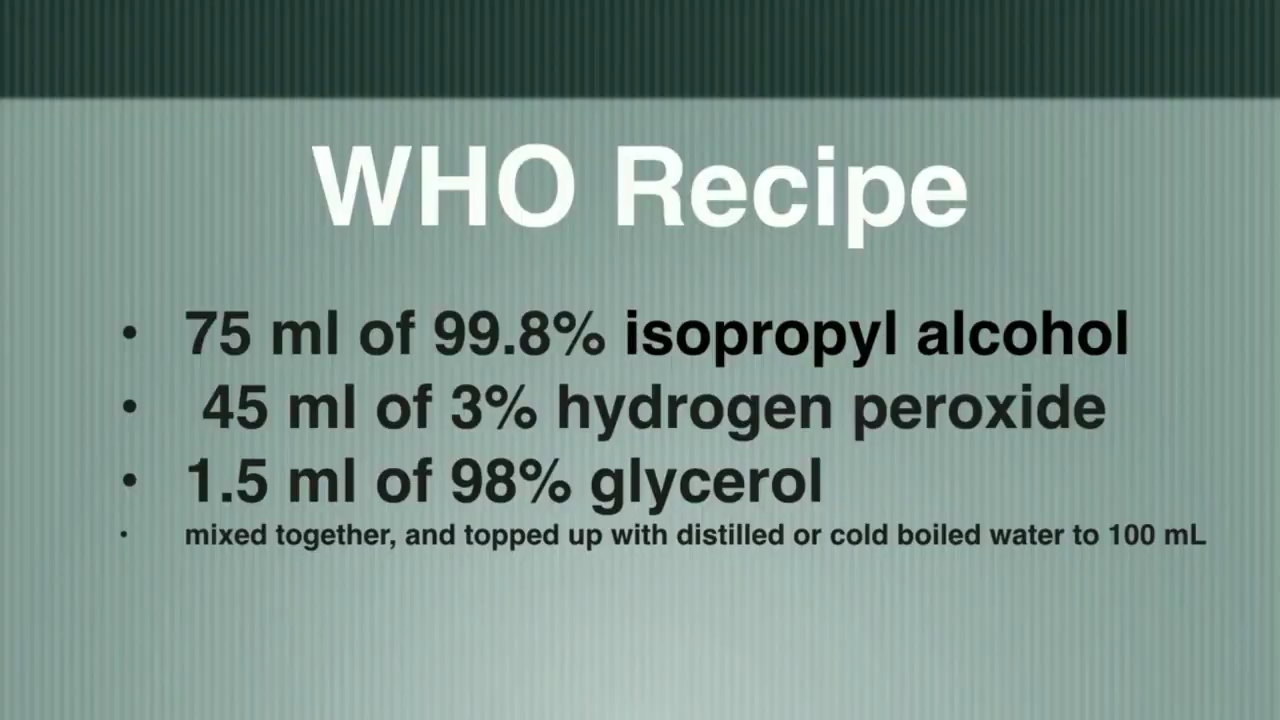 WHO Recipe
• 75 ml of 99.8% isopropyl alcohol
• 45 ml of 3% hydrogen peroxide
• 1.5 ml of 98% glycerol
• mixed together, and topped up with distilled or cold boiled water to 100 mL